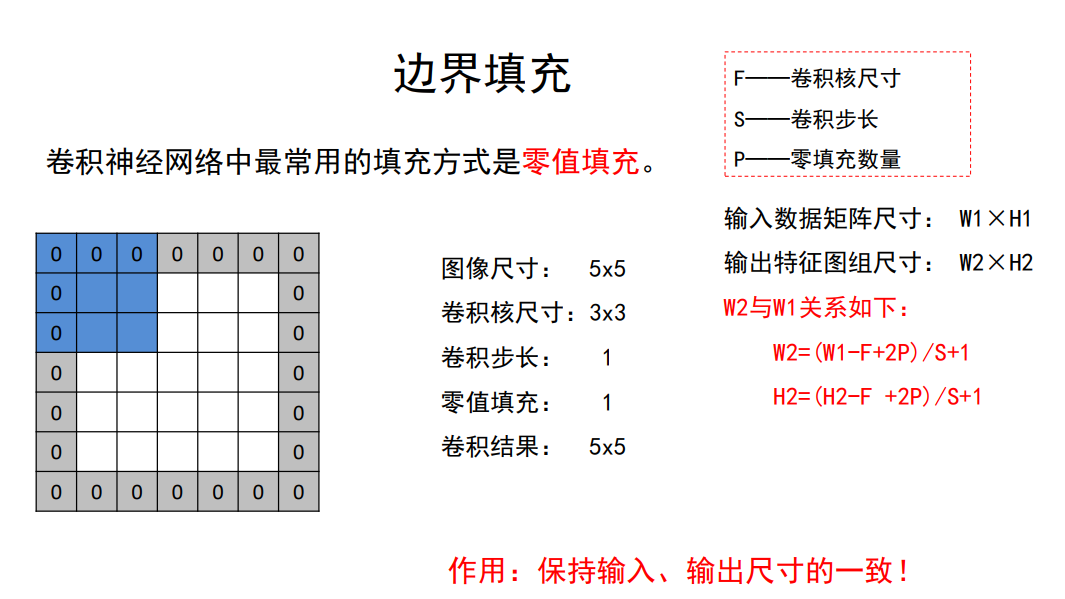 边界填充
卷积神经网络中最常用的填充方式是零值填充。
F——卷积核尺寸
S——卷积步长
P——零填充数量
0 0 0 0 0 0 0
0 0
0 0
0 0
0 0
0 0
0 0 0 0 0 0 0
图像尺寸： 5x5
卷积核尺寸：3x3
卷积步长： 1
零值填充： 1
卷积结果： 5x5
输入数据矩阵尺寸： W1×H1
输出特征图组尺寸： W2×H2
W2与W1关系如下：
W2=(W1-F+2P)/S+1
H2=(H2-F +2P)/S+1
作用：保持输入、输出尺寸的一致！